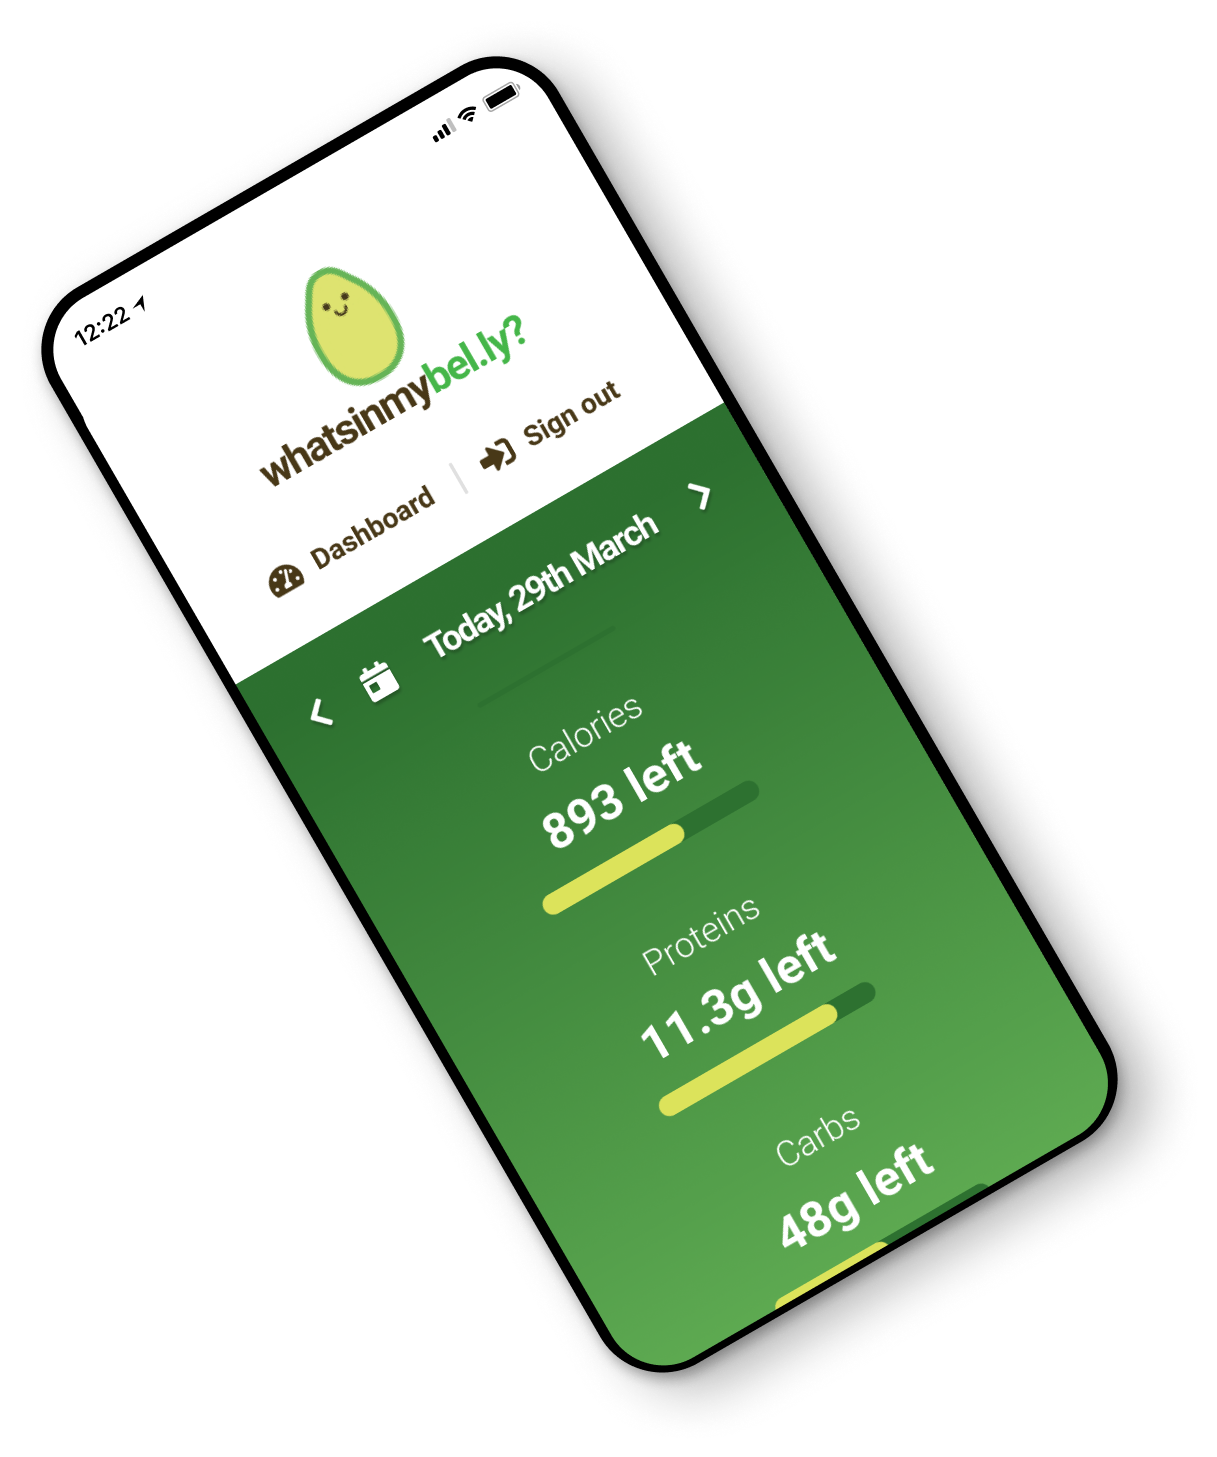 12:22
whatsinmybel.ly?
Dashboard
Sign out
Today, 29th March
Calories
893 left
Proteins
11.3g left
Carbs
48g left